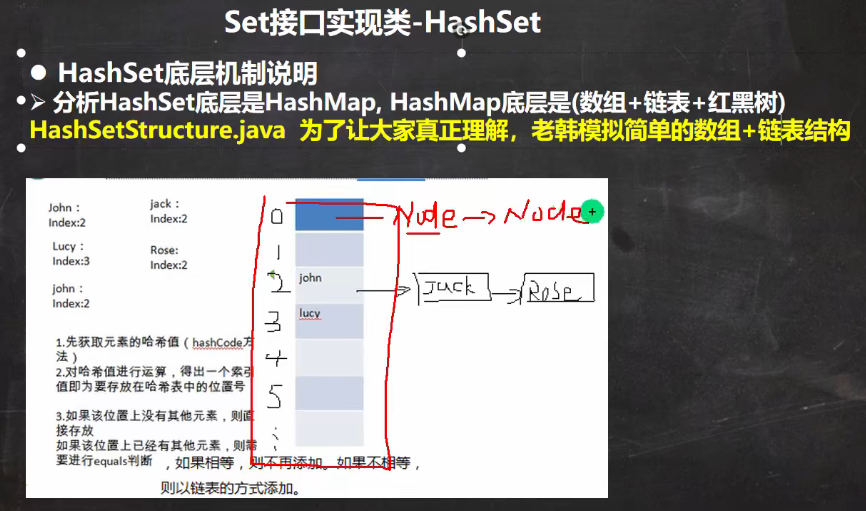 Set接口实现类-HashSet
● HashSet底层机制说明
➢ 分析HashSet底层是HashMap, HashMap底层是(数组+链表+红黑树)
HashSetStructure.java 为了让大家真正理解，老韩模拟简单的数组+链表结构
John：
Index:2
jack：
Index:2
Lucy：
Index:3
Rose:
Index:2
john：
Index:2
0
Node → Node
1
2
john
Jack
Rose
3
lucy
4
5
1.先获取元素的哈希值（hashCode方
法）
2.对哈希值进行运算，得出一个索引
值即为要存放在哈希表中的位置号
3.如果该位置上没有其他元素，则直
接存放
如果该位置上已经有其他元素，则需
要进行equals判断 ，如果相等，则不再添加。如果不相等，
则以链表的方式添加。